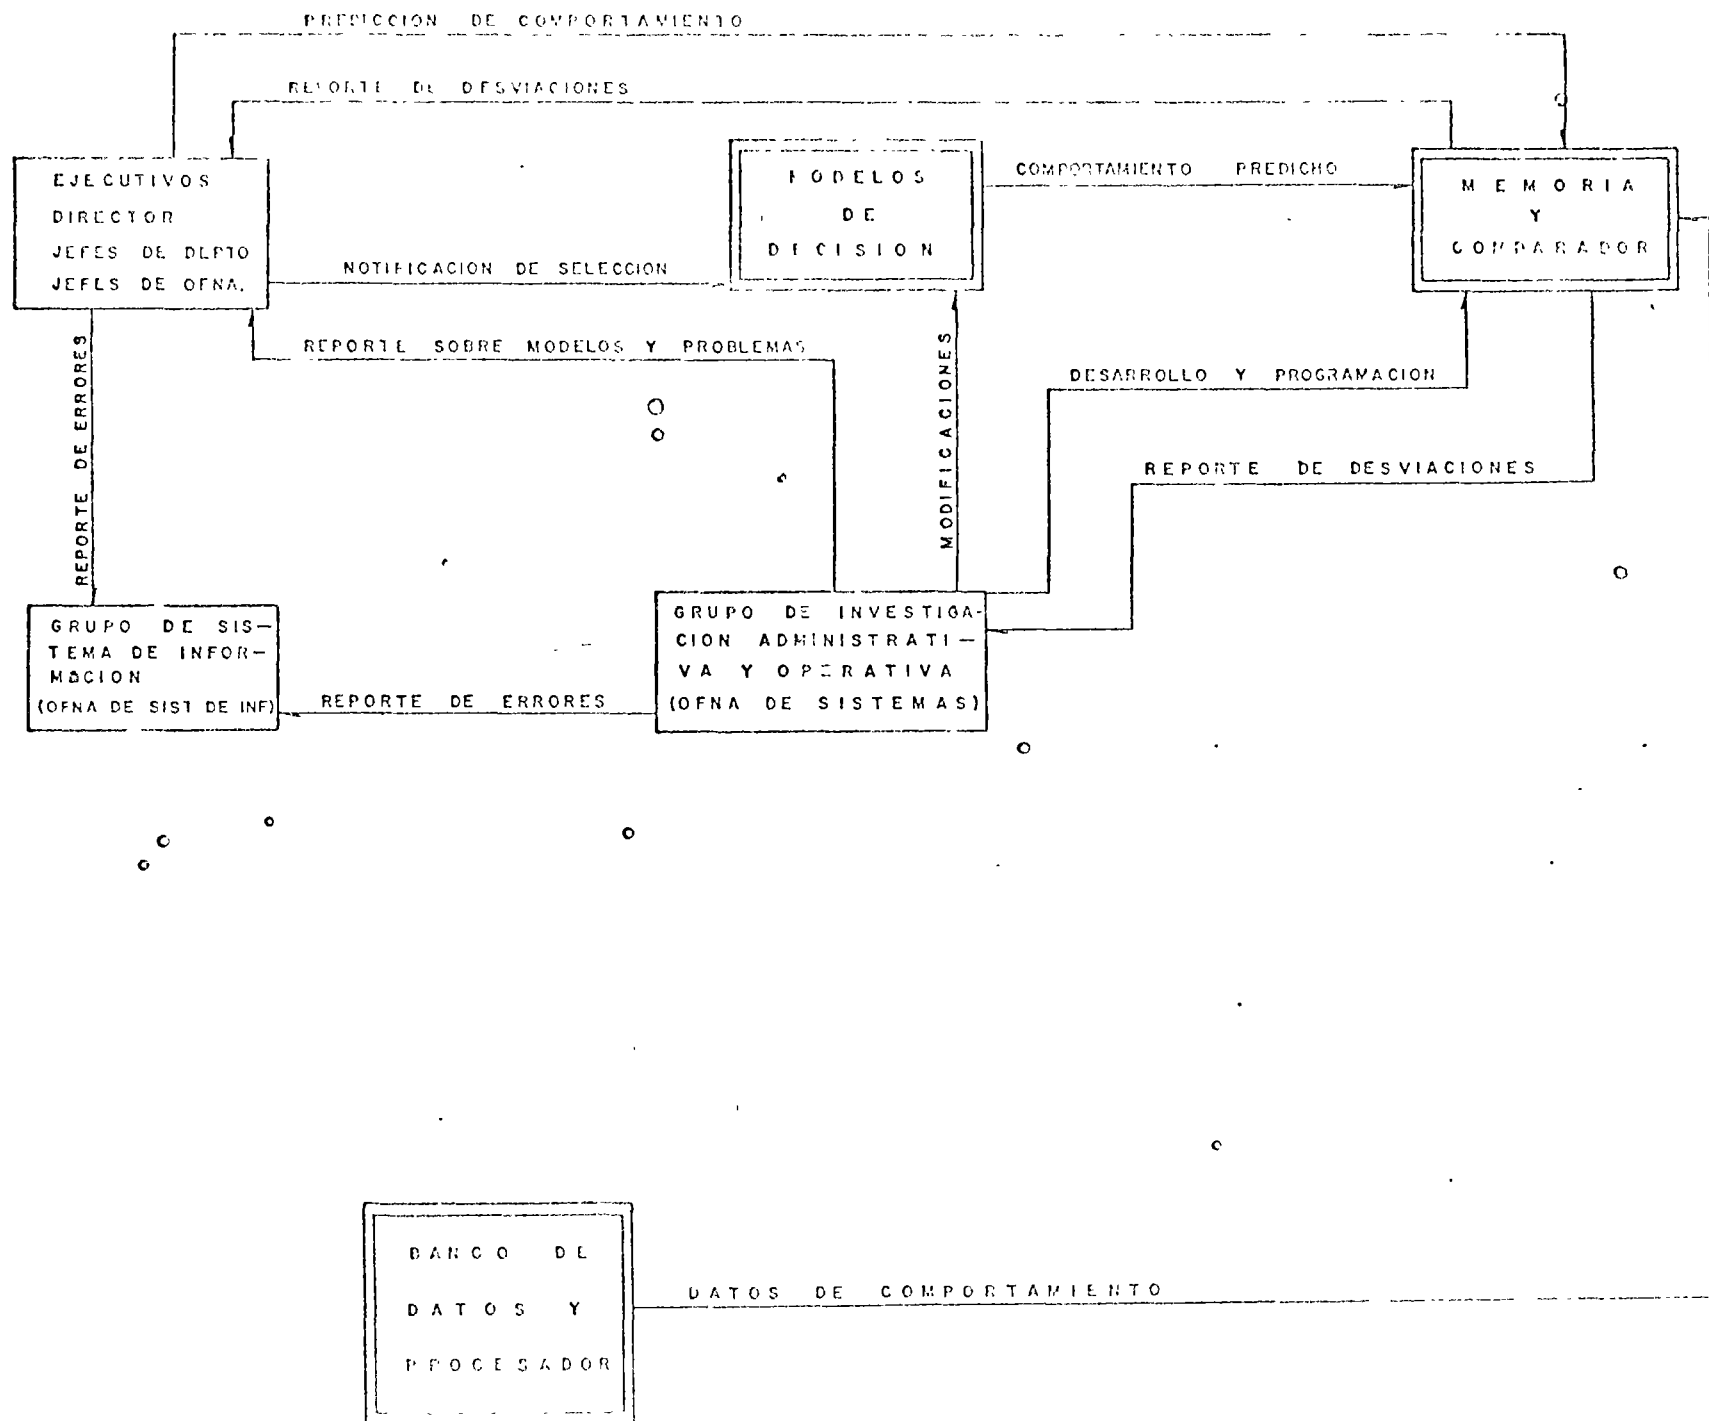 PREDICCION DE COMPORTAMIENTO
REPORTE DE DESVIACIONES
EJECUTIVOS
DIRECTOR
JEFES DE DEPTO
JEFES DE OFNA.
MODELOS
DE
DECISION
COMPORTAMIENTO PREDICHO
MEMORIA
Y
COMPARADOR
NOTIFICACION DE SELECCION
REPORTE SOBRE MODELOS Y PROBLEMAS
REPORTE DE ERRORES
MODIFICACIONES
DESARROLLO Y PROGRAMACION
REPORTE DE DESVIACIONES
GRUPO DE SIS-
TEMA DE INFOR-
MACION
(OFNA DE SIST DE INF)
REPORTE DE ERRORES
GRUPO DE INVESTIGA-
CION ADMINISTRATI-
VA Y OPERATIVA
(OFNA DE SISTEMAS)
BANCO DE
DATOS Y
PROCESADOR
DATOS DE COMPORTAMIENTO